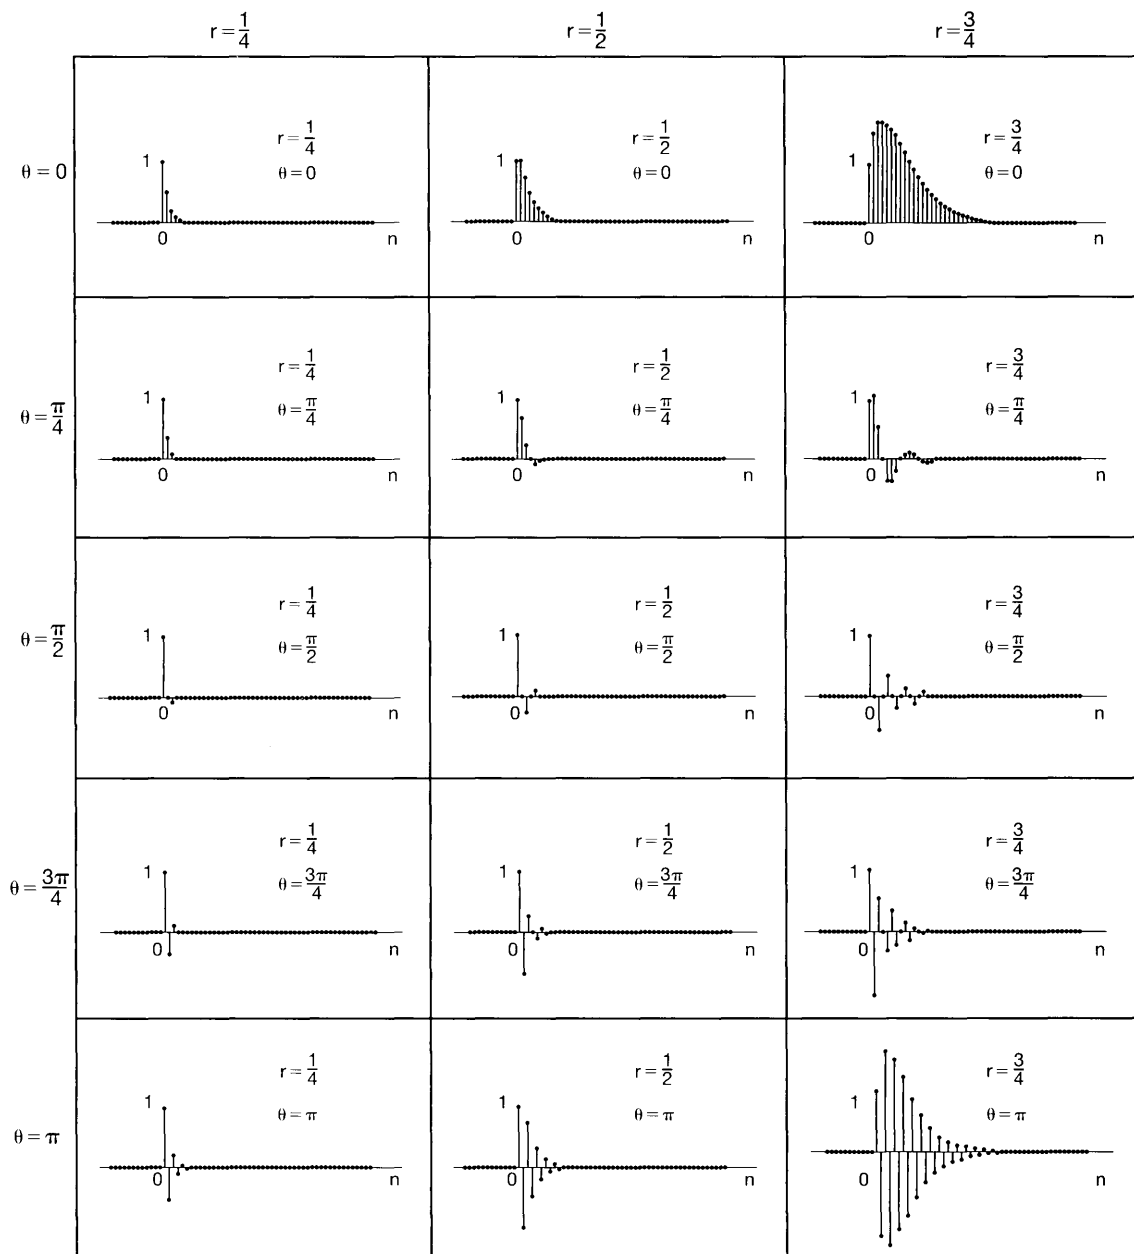 r = 1/4 r = 1/2 r = 3/4
θ = 0
r = 1/4
θ = 0
1
0 n
r = 1/2
θ = 0
1
0 n
r = 3/4
θ = 0
1
0 n
θ = π/4
r = 1/4
θ = π/4
1
0 n
r = 1/2
θ = π/4
1
0 n
r = 3/4
θ = π/4
1
0 n
θ = π/2
r = 1/4
θ = π/2
1
0 n
r = 1/2
θ = π/2
1
0 n
r = 3/4
θ = π/2
1
0 n
θ = 3π/4
r = 1/4
θ = 3π/4
1
0 n
r = 1/2
θ = 3π/4
1
0 n
r = 3/4
θ = 3π/4
1
0 n
θ = π
r = 1/4
θ = π
1
0 n
r = 1/2
θ = π
1
0 n
r = 3/4
θ = π
1
0 n